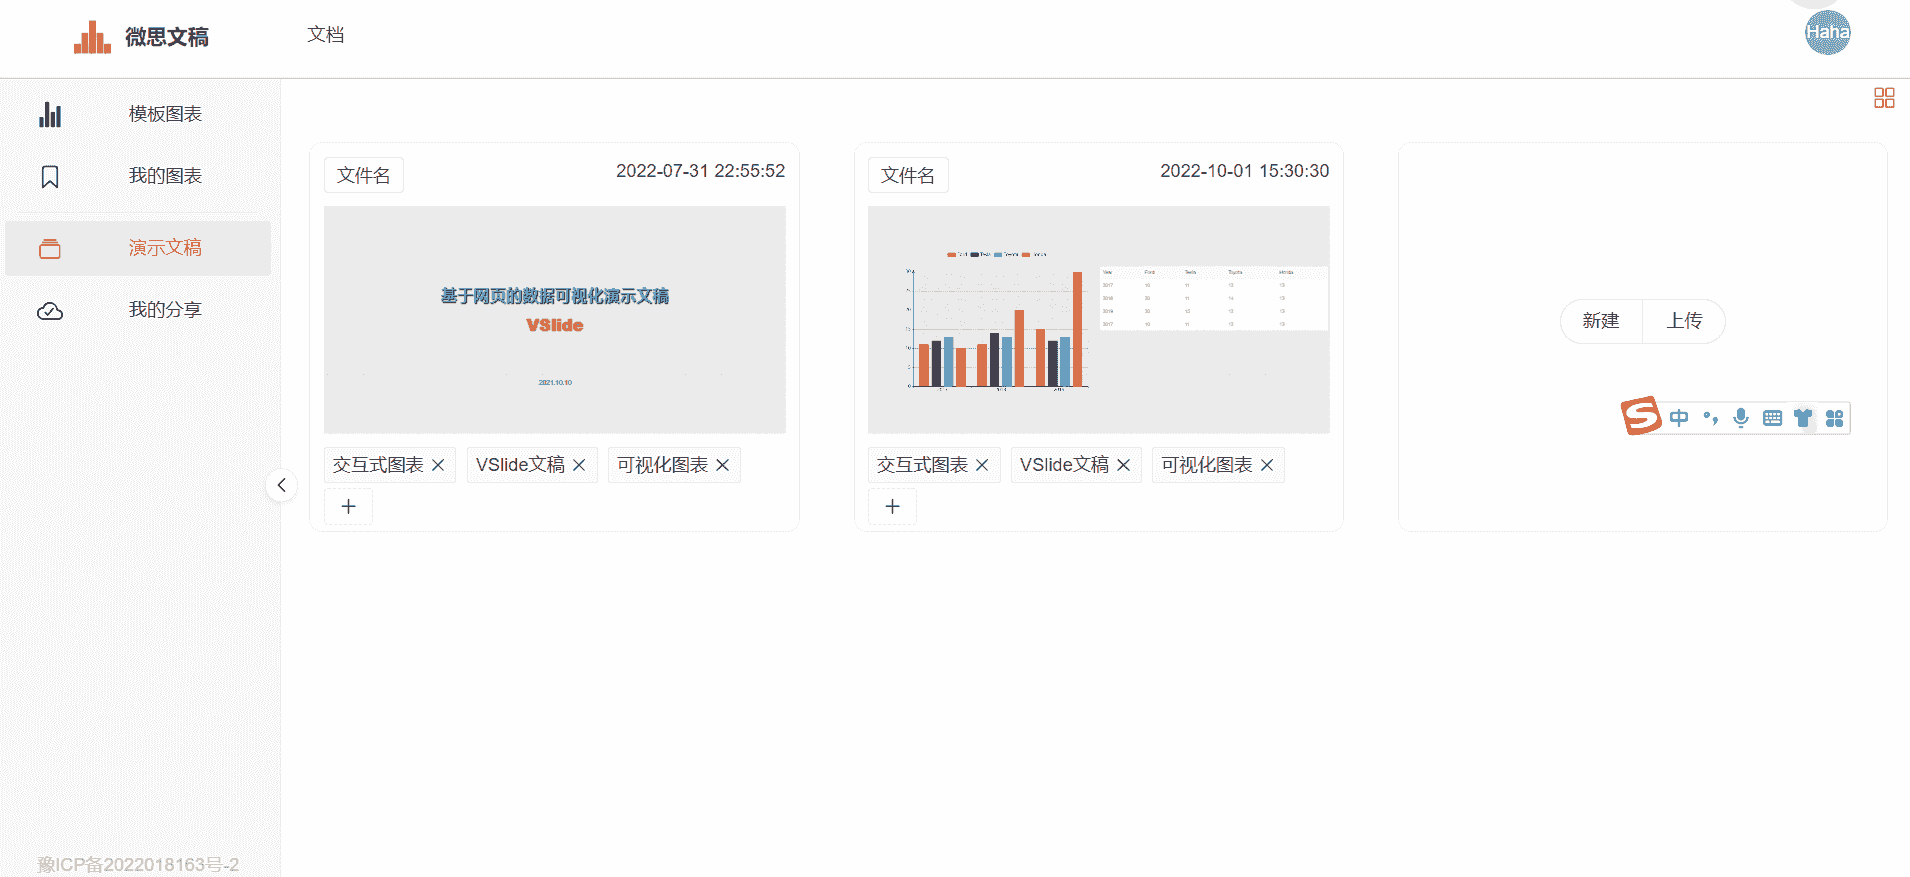 微思文稿
文档
Haha
模板图表
我的图表
演示文稿
我的分享
豫ICP备2022018163号-2
文件名
2022-07-31 22:55:52
基于网页的数据可视化演示文稿
VSlide
2021.10.10
交互式图表
VSlide文稿
可视化图表
文件名
2022-10-01 15:30:30
Year Ford Tesla Toyota Honda
交互式图表
VSlide文稿
可视化图表
新建
上传
S
中